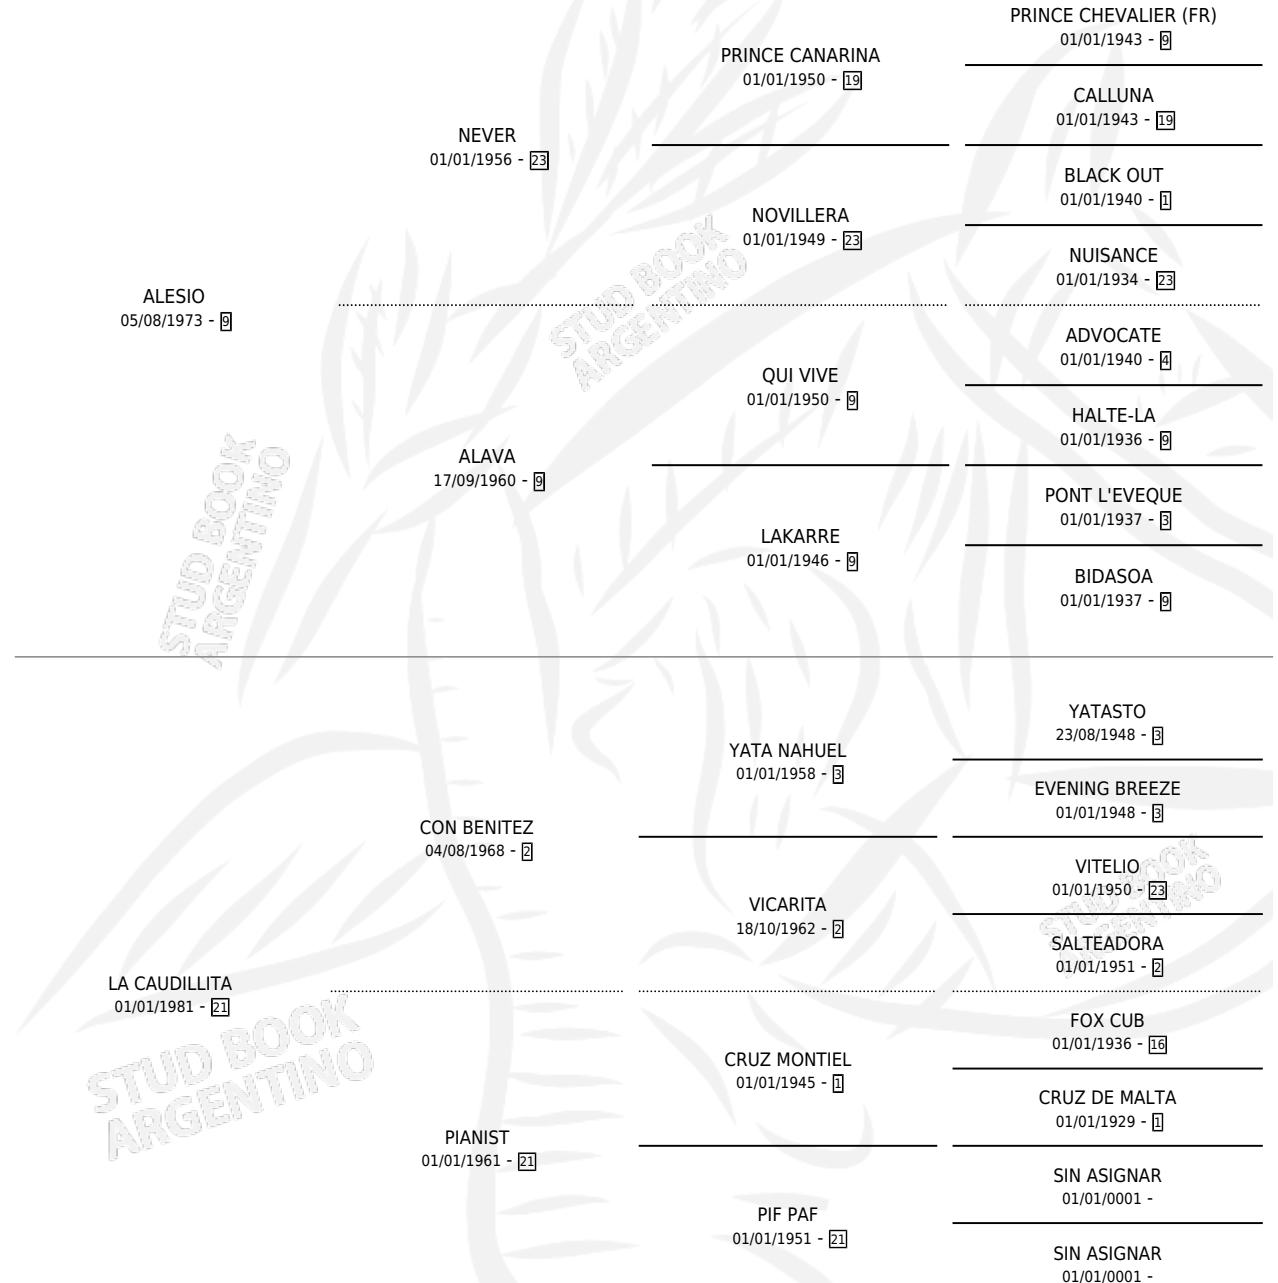 PRINCE CHEVALIER (FR)
01/01/1943 - 9
PRINCE CANARINA
01/01/1950 - 19
CALLUNA
01/01/1943 - 19
NEVER
01/01/1956 - 23
BLACK OUT
01/01/1940 - 1
NOVILLERA
01/01/1949 - 23
NUISANCE
01/01/1934 - 23
ALESIO
05/08/1973 - 9
ADVOCATE
01/01/1940 - 4
QUI VIVE
01/01/1950 - 9
HALTE-LA
01/01/1936 - 9
ALAVA
17/09/1960 - 9
PONT L'EVEQUE
01/01/1937 - 3
LAKARRE
01/01/1946 - 9
BIDASOA
01/01/1937 - 9
STUD BOOK
ARGENTINO
STUD BOOK
ARGENTINO
YATASTO
23/08/1948 - 3
YATA NAHUEL
01/01/1958 - 3
EVENING BREEZE
01/01/1948 - 3
CON BENITEZ
04/08/1968 - 2
VITELIO
01/01/1950 - 23
VICARITA
18/10/1962 - 2
SALTEADORA
01/01/1951 - 2
LA CAUDILLITA
01/01/1981 - 21
FOX CUB
01/01/1936 - 16
CRUZ MONTIEL
01/01/1945 - 1
CRUZ DE MALTA
01/01/1929 - 1
PIANIST
01/01/1961 - 21
SIN ASIGNAR
01/01/0001 -
PIF PAF
01/01/1951 - 21
SIN ASIGNAR
01/01/0001 -
STUD BOOK
ARGENTINO
STUD BOOK
ARGENTINO